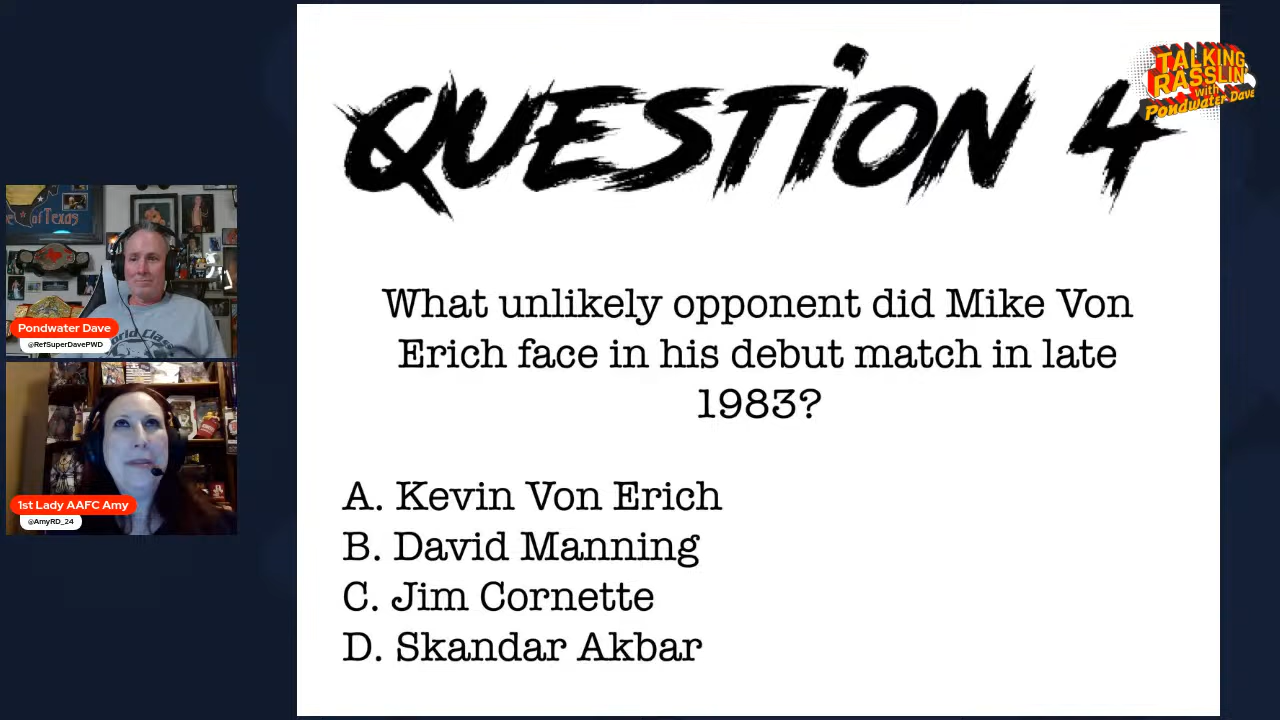 QUESTION 4
TALKING
RASSLIN'
with
Pondwater Dave
What unlikely opponent did Mike Von
Erich face in his debut match in late
1983?
A. Kevin Von Erich
B. David Manning
C. Jim Cornette
D. Skandar Akbar
of Texas
Pondwater Dave
@RefSuperDavePWD
1st Lady AAFC Amy
@AmyRD_24